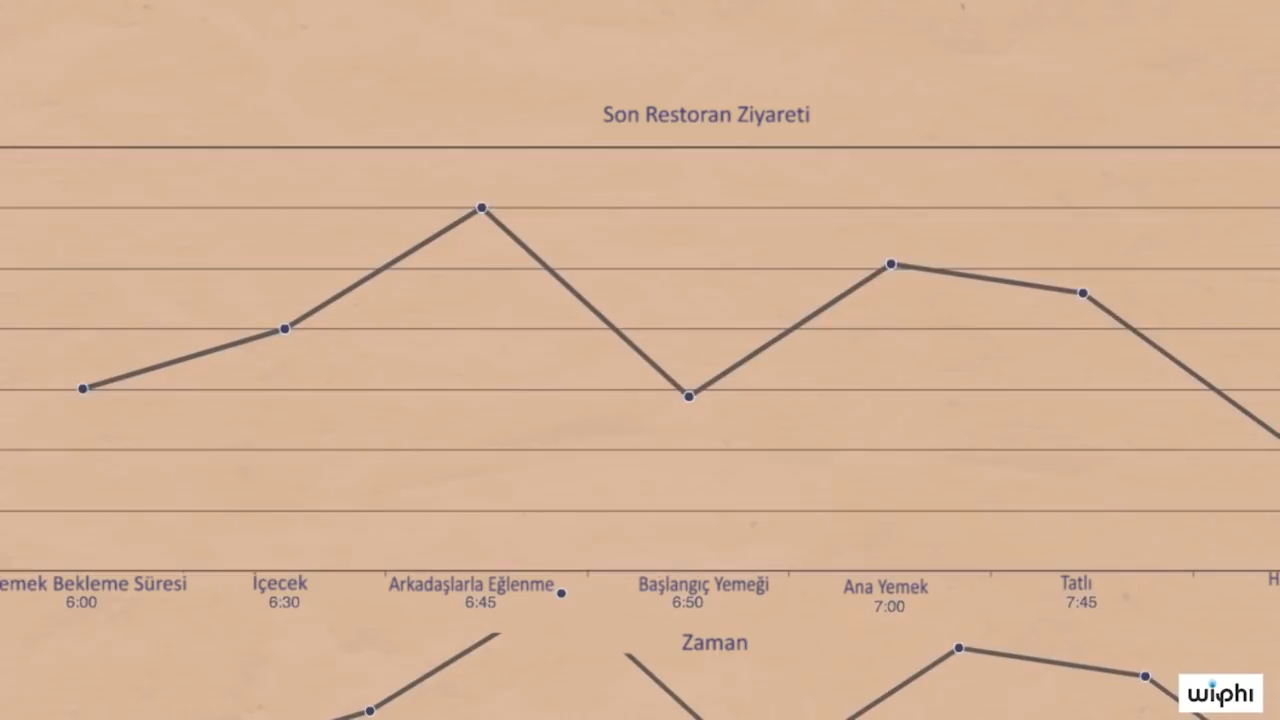 Son Restoran Ziyareti
emek Bekleme Süresi İçecek Arkadaşlarla Eğlenme Başlangıç Yemeği Ana Yemek Tatlı H
6:00 6:30 6:45 6:50 7:00 7:45
Zaman
wiphi